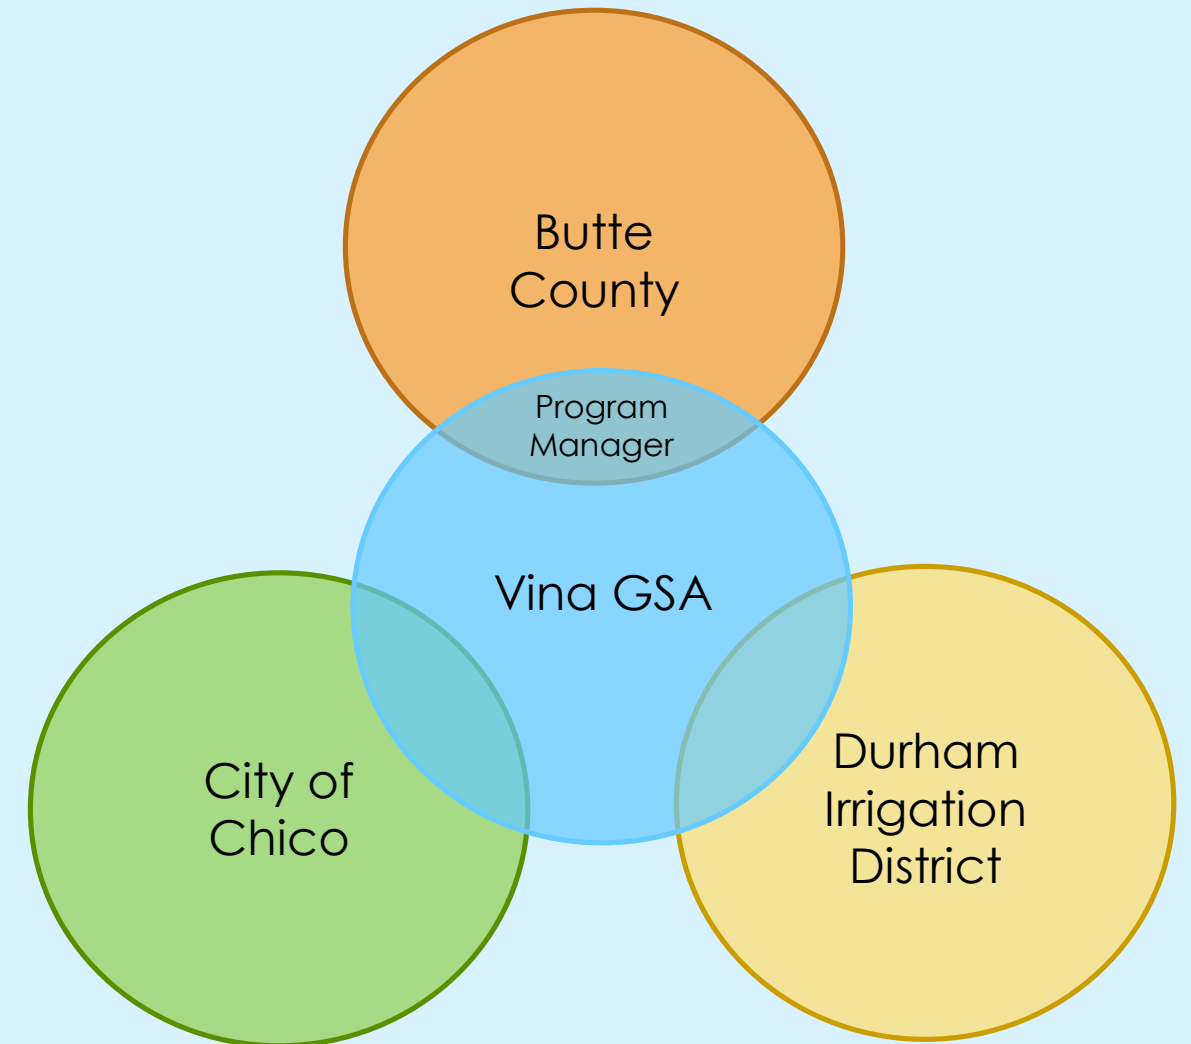 Butte
County
Program
Manager
Vina GSA
City of
Chico
Durham
Irrigation
District